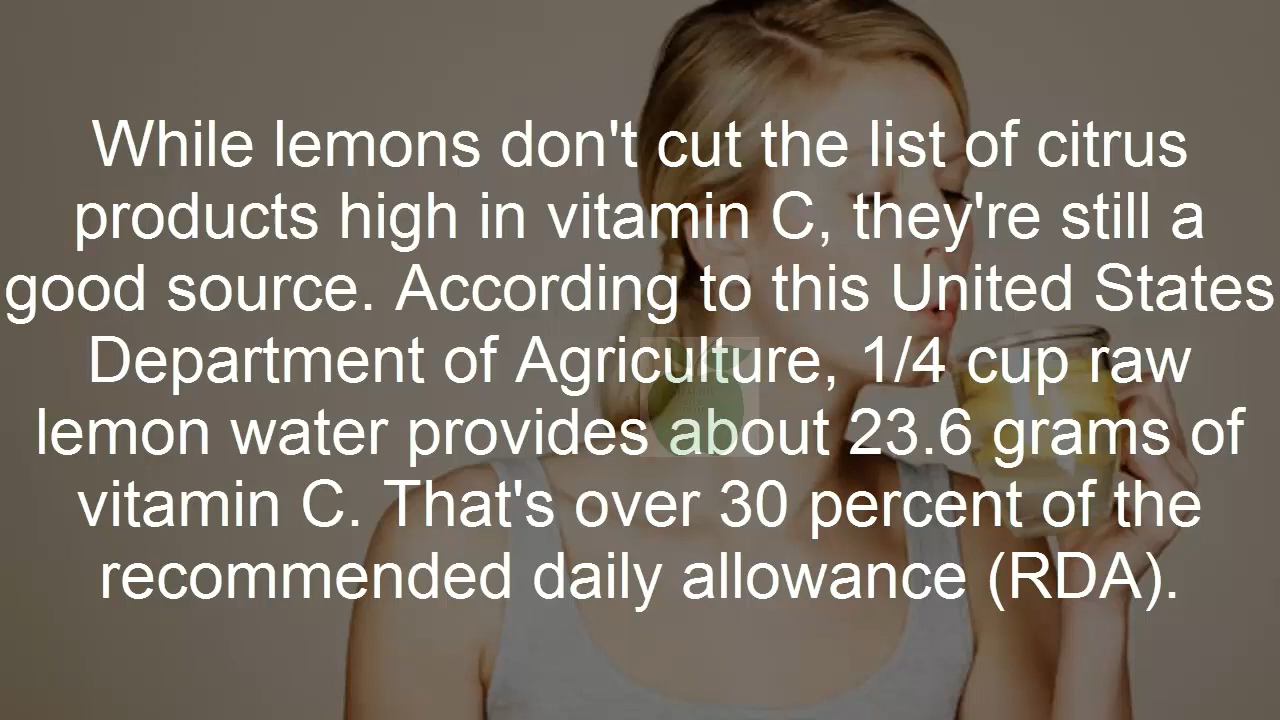 While lemons don't cut the list of citrus
products high in vitamin C, they're still a
good source. According to this United States
Department of Agriculture, 1/4 cup raw
lemon water provides about 23.6 grams of
vitamin C. That's over 30 percent of the
recommended daily allowance (RDA).